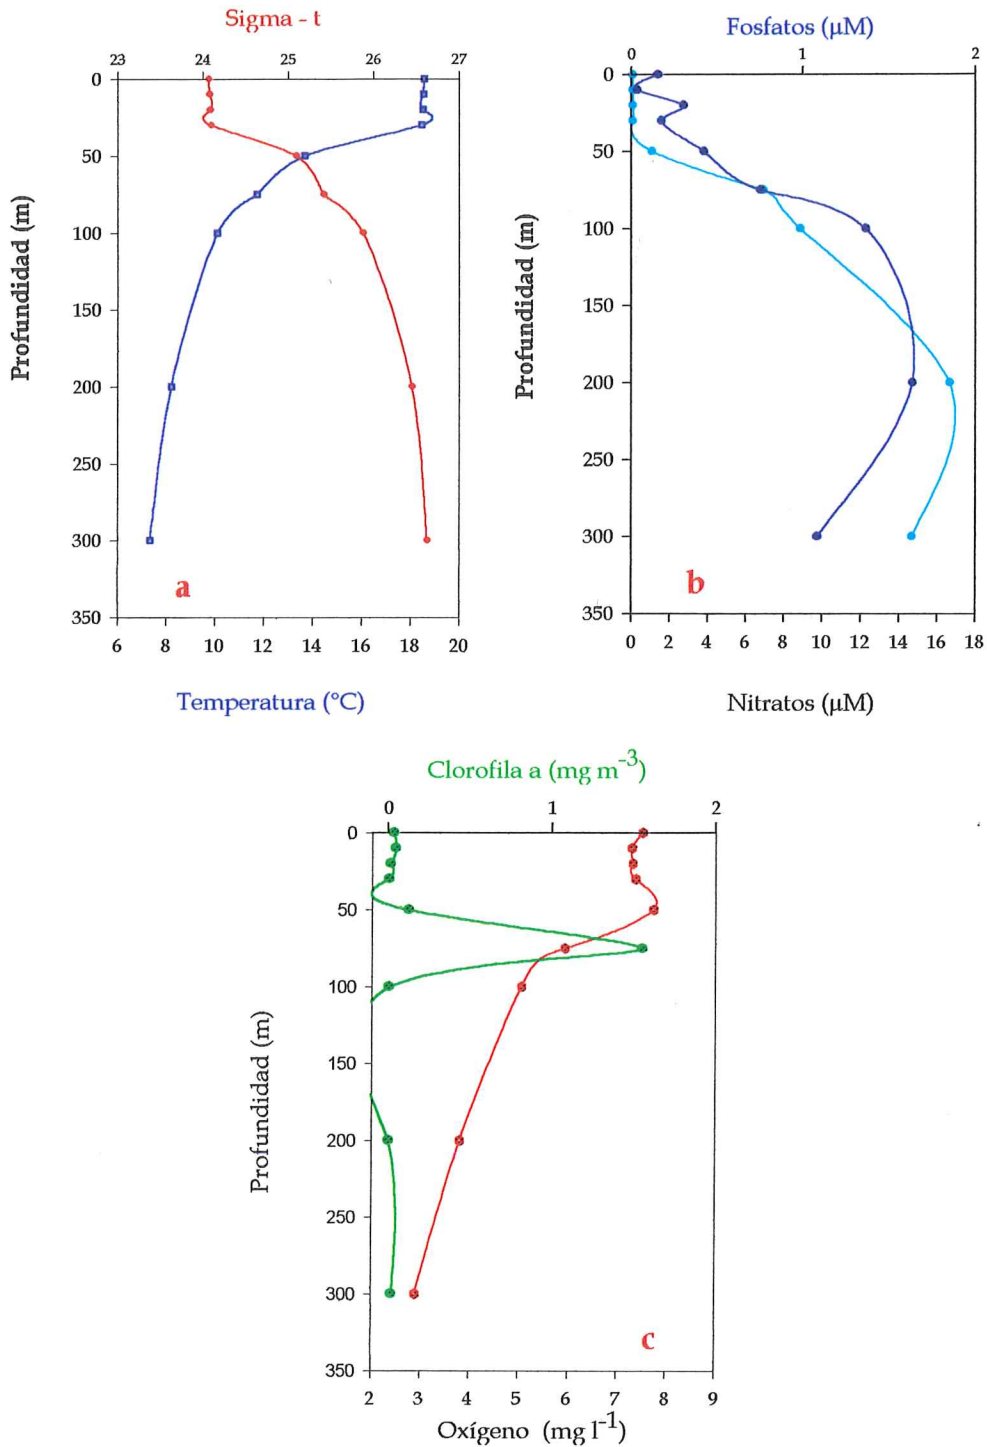 Sigma - t
23 24 25 26 27
0
50
100
150
200
250
300
350
Profundidad (m)
a
6 8 10 12 14 16 18 20
Temperatura (°C)
Fosfatos (µM)
0 1 2
0
50
100
150
200
250
300
350
Profundidad (m)
b
0 2 4 6 8 10 12 14 16 18
Nitratos (µM)
Clorofila a (mg m⁻³)
0 1 2
0
50
100
150
200
250
300
350
Profundidad (m)
c
2 3 4 5 6 7 8 9
Oxígeno (mg l⁻¹)